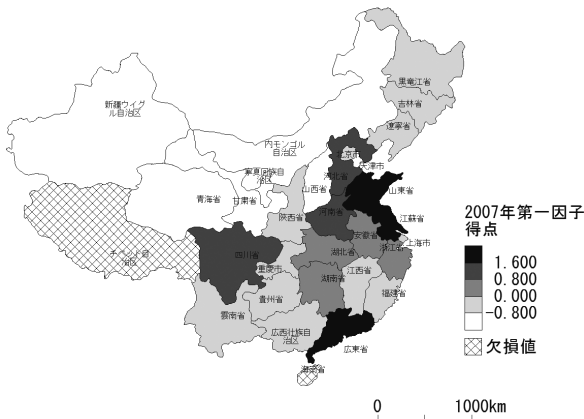 黒竜江省
吉林省
遼寧省
新疆ウイグ
ル自治区
内モンゴル
自治区
北京市
天津市
寧夏回族自
治区
河北省
山西省
山東省
青海省
甘粛省
陝西省
河南省
江蘇省
チベット自
治区
四川省
重慶市
湖北省
安徽省
上海市
浙江省
湖南省
江西省
貴州省
福建省
雲南省
広西壮族自
治区
広東省
海南省
2007年第一因子
得点
1.600
0.800
0.000
-0.800
欠損値
0 1000km